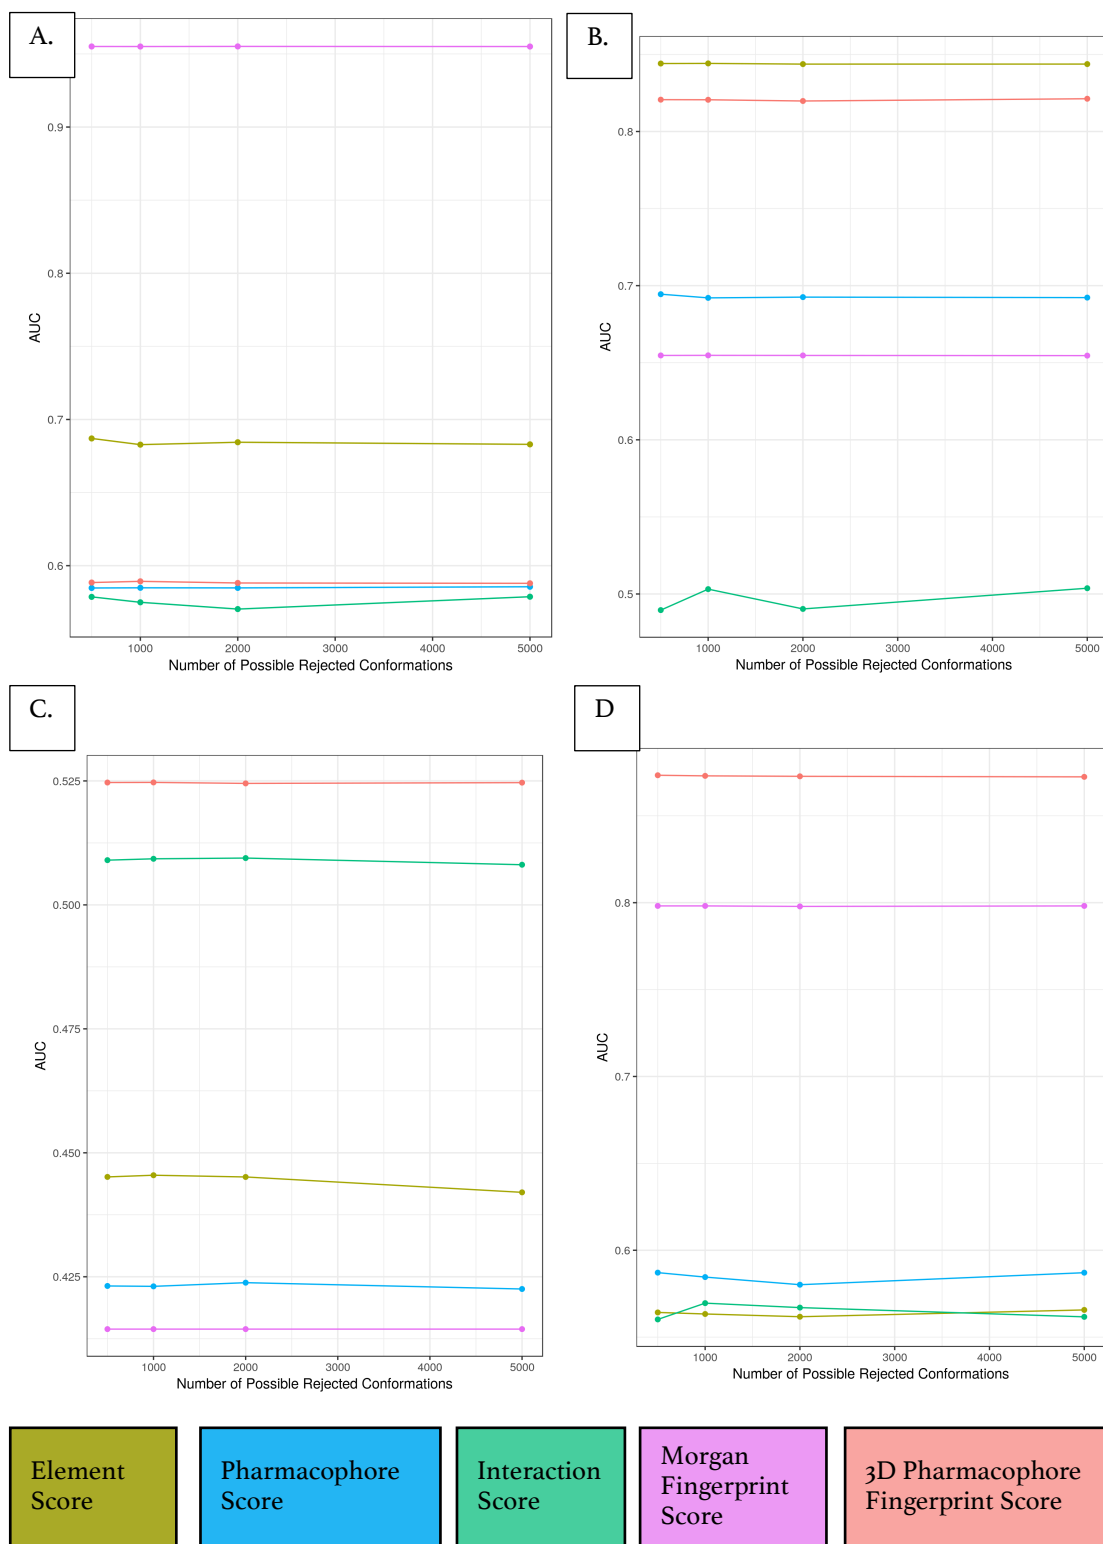 A.
0.9
0.8
0.7
0.6
AUC
1000 2000 3000 4000 5000
Number of Possible Rejected Conformations
B.
0.8
0.7
0.6
0.5
AUC
1000 2000 3000 4000 5000
Number of Possible Rejected Conformations
C.
0.525
0.500
0.475
0.450
0.425
AUC
1000 2000 3000 4000 5000
Number of Possible Rejected Conformations
D
0.8
0.7
0.6
AUC
1000 2000 3000 4000 5000
Number of Possible Rejected Conformations
Element
Score
Pharmacophore
Score
Interaction
Score
Morgan
Fingerprint
Score
3D Pharmacophore
Fingerprint Score